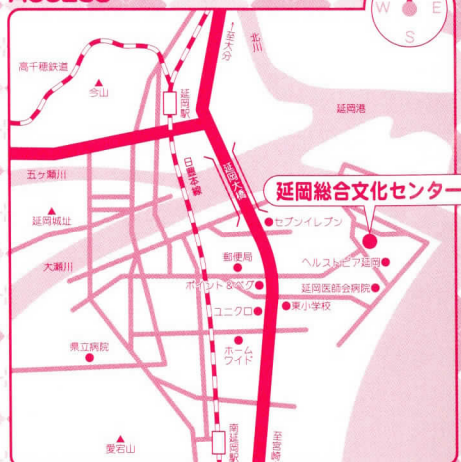 ACCESS
W E
S
高千穂鉄道
今山
延岡駅
至大分
北川
延岡港
五ヶ瀬川
日豊本線
延岡大橋
延岡城址
延岡総合文化センター
セブンイレブン
大瀬川
郵便局
ヘルストピア延岡
ポイント&ペグ
延岡医師会病院
ユニクロ
東小学校
県立病院
ホーム
ワイド
愛宕山
南延岡駅
至宮崎